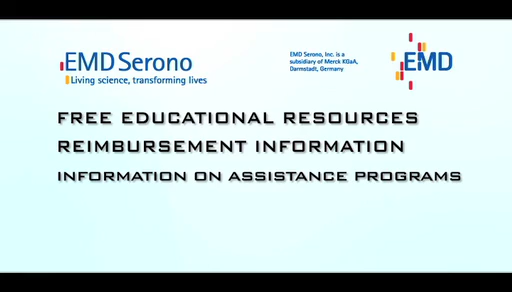 EMD Serono
Living science, transforming lives
EMD Serono, Inc. is a
subsidiary of Merck KGaA,
Darmstadt, Germany
EMD
FREE EDUCATIONAL RESOURCES
REIMBURSEMENT INFORMATION
INFORMATION ON ASSISTANCE PROGRAMS